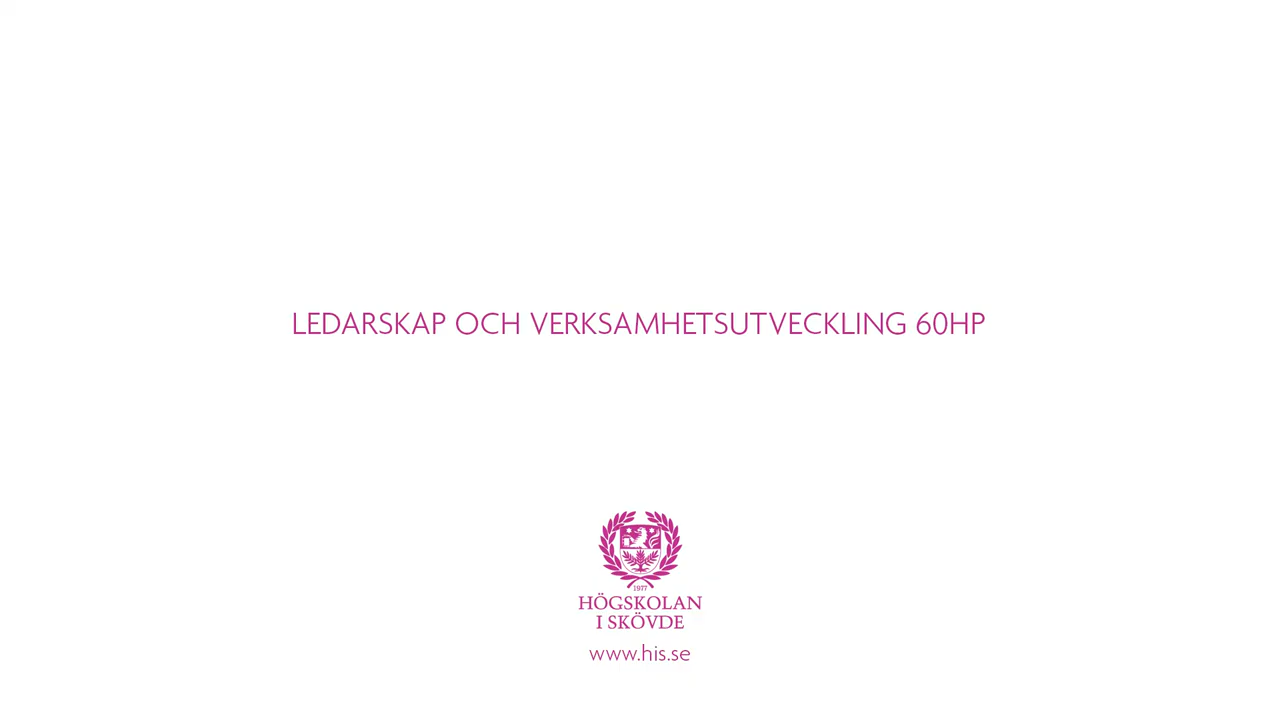 LEDARSKAP OCH VERKSAMHETSUTVECKLING 60HP
1977
HÖGSKOLAN
I SKÖVDE
www.his.se